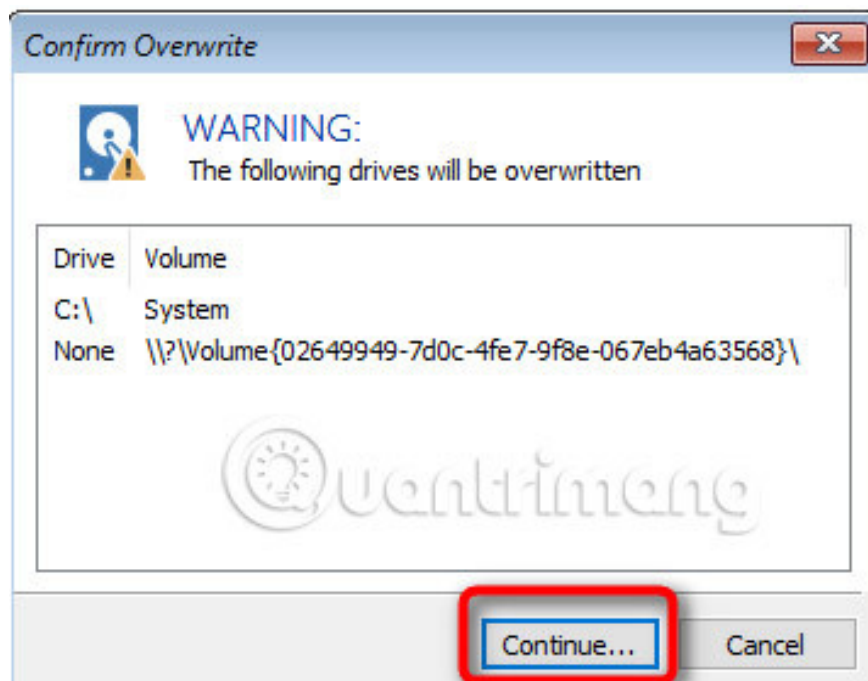 Confirm Overwrite
WARNING:
The following drives will be overwritten
Drive Volume
C:\ System
None \\?\Volume{02649949-7d0c-4fe7-9f8e-067eb4a63568}\
Quantrimang
Continue... Cancel